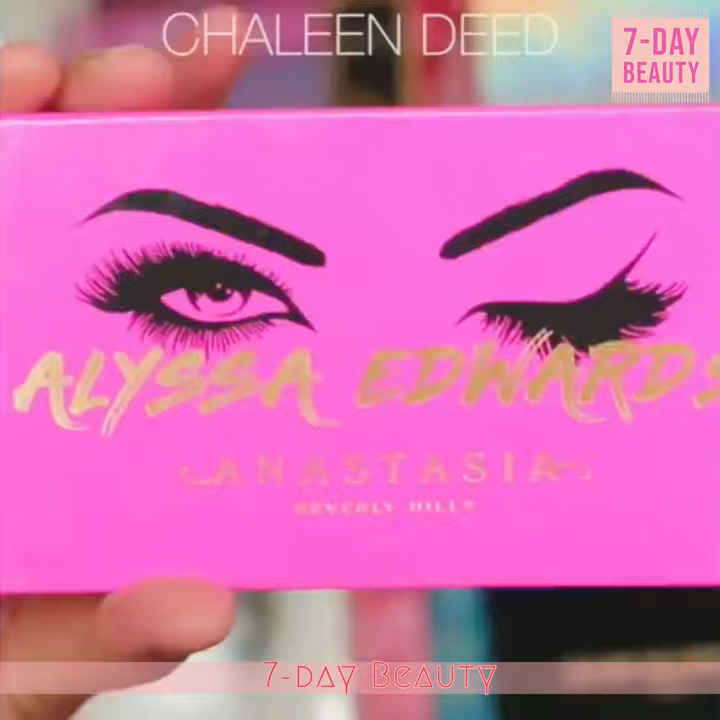 CHALEEN DEED
7-DAY
BEAUTY
ALYSSA EDWARDS
ANASTASIA
BEVERLY HILLS
7-DAY BEAUTY